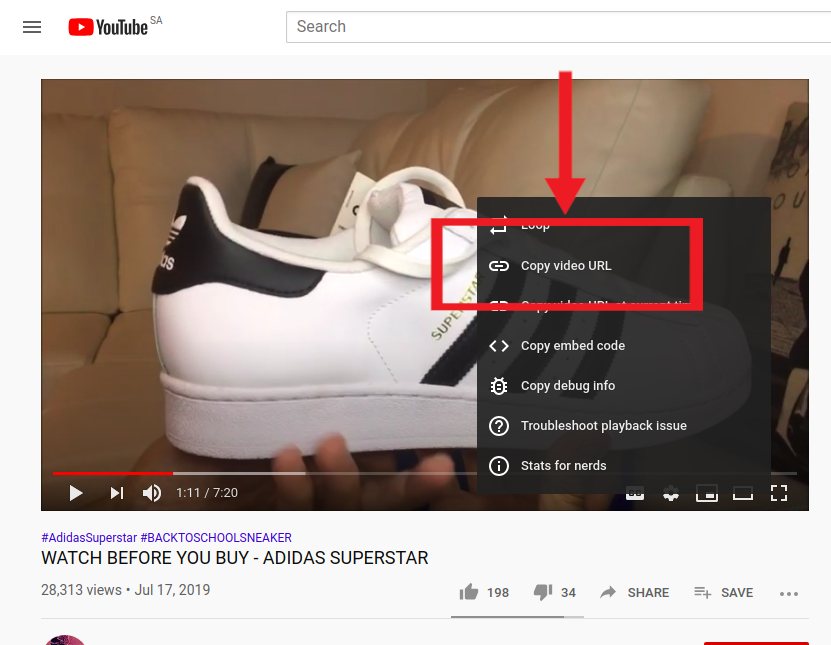 YouTube SA
Search
SUPERSTAR
Loop
Copy video URL
Copy video URL at current ti
Copy embed code
Copy debug info
Troubleshoot playback issue
Stats for nerds
1:11 / 7:20
#AdidasSuperstar #BACKTOSCHOOLSNEAKER
WATCH BEFORE YOU BUY - ADIDAS SUPERSTAR
28,313 views • Jul 17, 2019
198
34
SHARE
SAVE